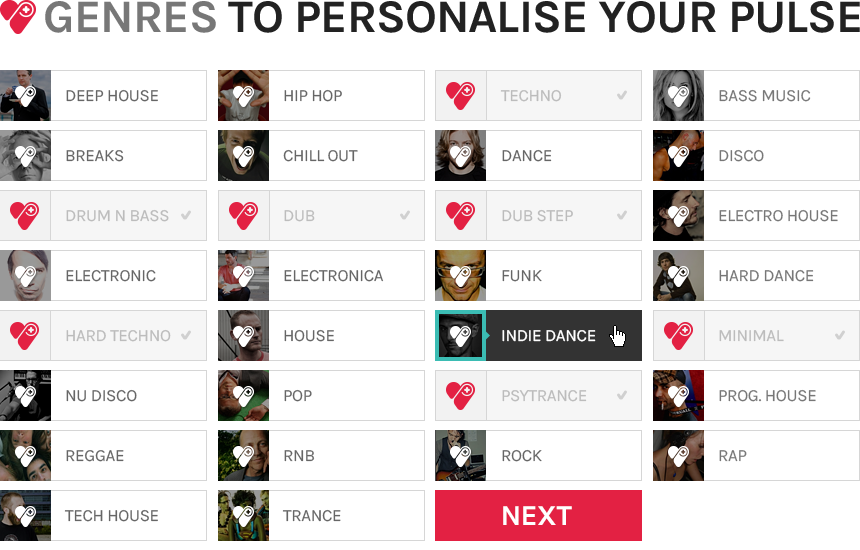 GENRES TO PERSONALISE YOUR PULSE
DEEP HOUSE HIP HOP TECHNO BASS MUSIC
BREAKS CHILL OUT DANCE DISCO
DRUM N BASS DUB DUB STEP ELECTRO HOUSE
ELECTRONIC ELECTRONICA FUNK HARD DANCE
HARD TECHNO HOUSE INDIE DANCE MINIMAL
NU DISCO POP PSYTRANCE PROG. HOUSE
REGGAE RNB ROCK RAP
TECH HOUSE TRANCE NEXT